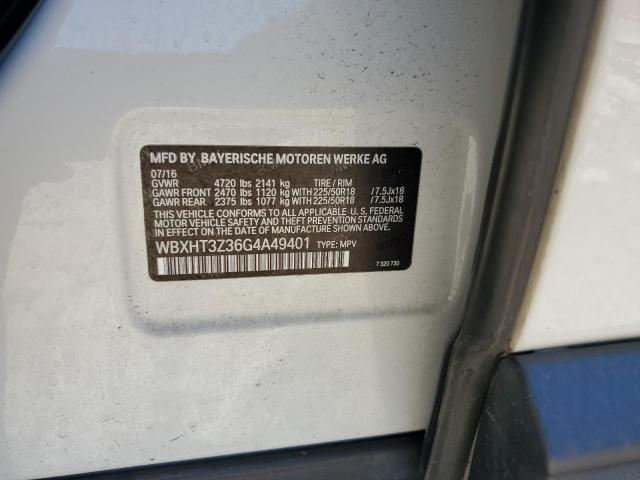 MFD BY BAYERISCHE MOTOREN WERKE AG
07/16
GVWR 4720 lbs 2141 kg TIRE / RIM
GAWR FRONT 2470 lbs 1120 kg WITH 225/50R18 / 7.5Jx18
GAWR REAR 2375 lbs 1077 kg WITH 225/50R18 / 7.5Jx18
THIS VEHICLE CONFORMS TO ALL APPLICABLE U.S. FEDERAL
MOTOR VEHICLE SAFETY AND BUMPER STANDARDS IN
EFFECT ON THE DATE OF MANUFACTURE SHOWN ABOVE.
WBXHT3Z36G4A49401 TYPE: MPV
7 320 730